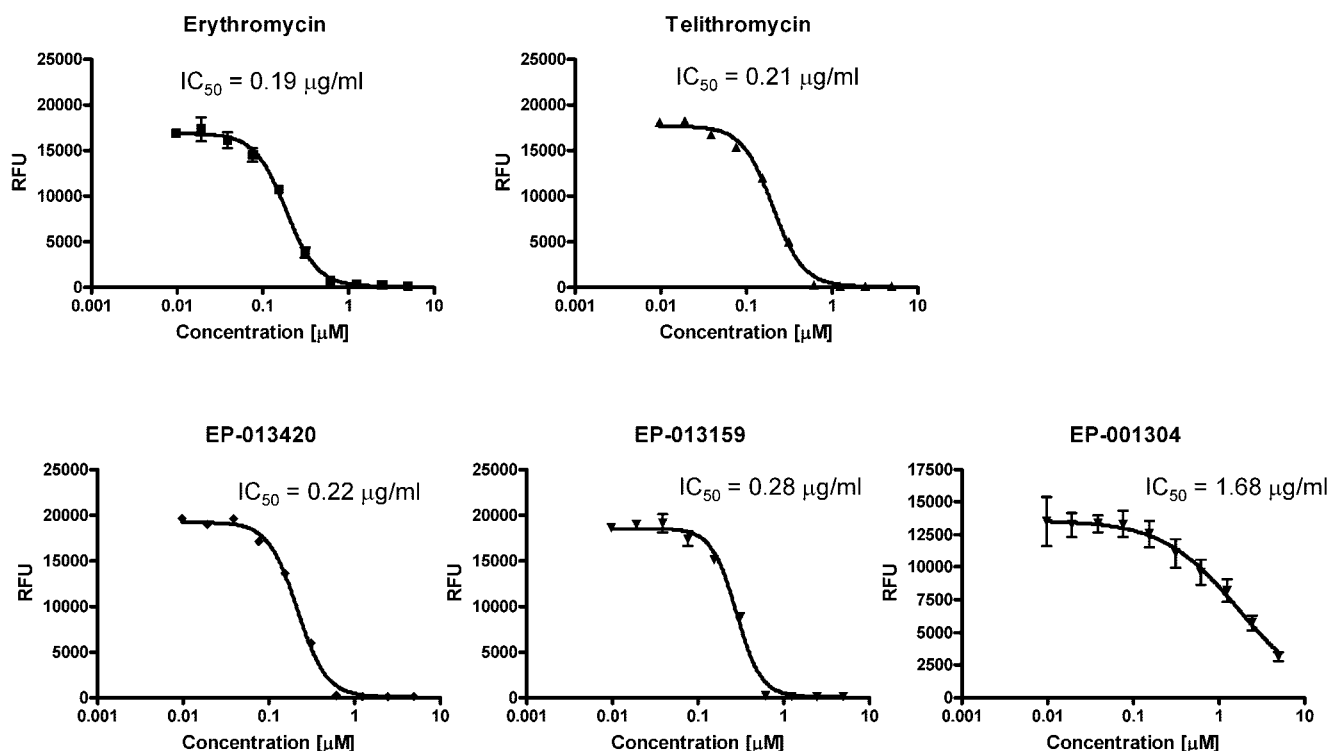 Erythromycin
IC50 = 0.19 μg/ml
25000
20000
15000
10000
5000
0
RFU
0.001 0.01 0.1 1 10
Concentration [μM]
Telithromycin
IC50 = 0.21 μg/ml
25000
20000
15000
10000
5000
0
RFU
0.001 0.01 0.1 1 10
Concentration [μM]
EP-013420
IC50 = 0.22 μg/ml
25000
20000
15000
10000
5000
0
RFU
0.001 0.01 0.1 1 10
Concentration [μM]
EP-013159
IC50 = 0.28 μg/ml
25000
20000
15000
10000
5000
0
RFU
0.001 0.01 0.1 1 10
Concentration [μM]
EP-001304
IC50 = 1.68 μg/ml
17500
15000
12500
10000
7500
5000
2500
0
RFU
0.001 0.01 0.1 1 10
Concentration [μM]